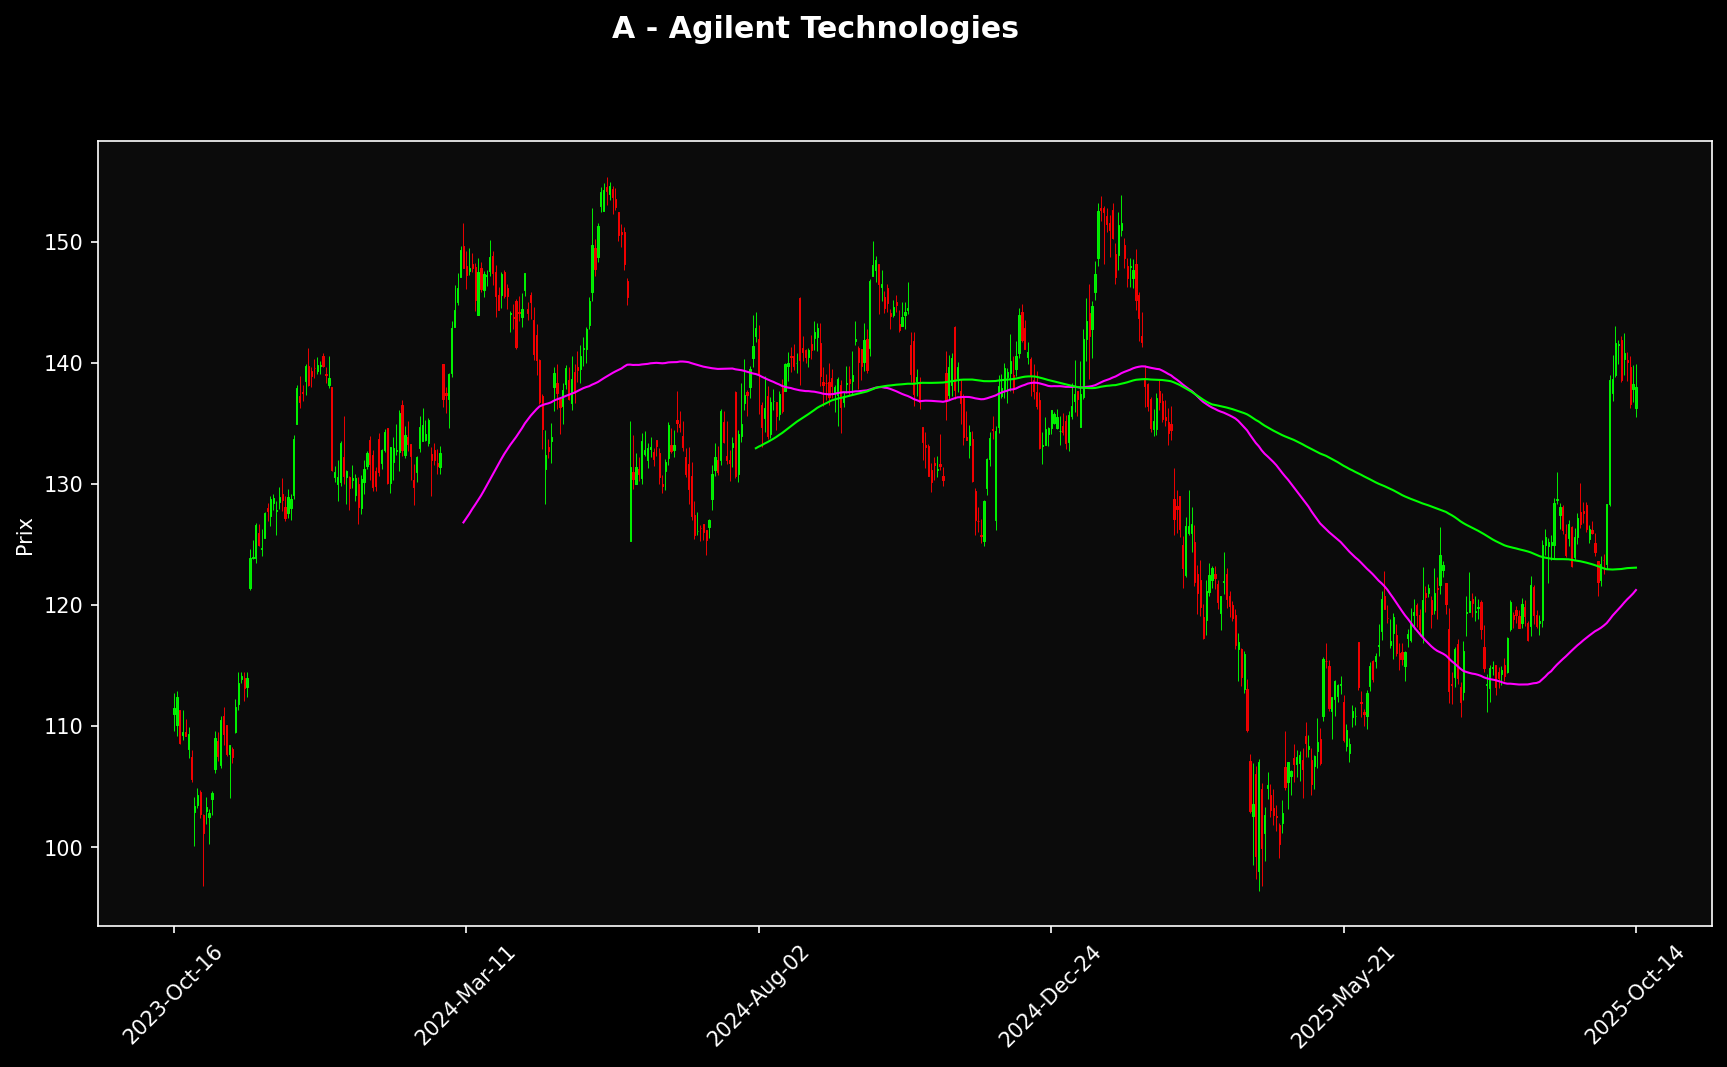 A - Agilent Technologies
Prix
150
140
130
120
110
100
2023-Oct-16
2024-Mar-11
2024-Aug-02
2024-Dec-24
2025-May-21
2025-Oct-14